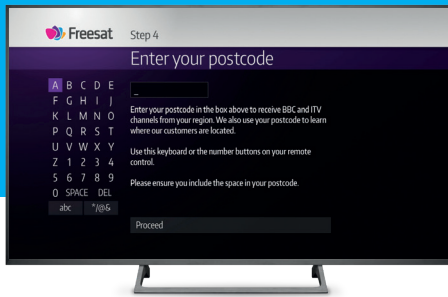 Freesat Step 4
Enter your postcode
A B C D E
F G H I J
K L M N O
P Q R S T
U V W X Y
Z 1 2 3 4
5 6 7 8 9
0 SPACE DEL
abc */@&
_
Enter your postcode in the box above to receive BBC and ITV
channels from your region. We also use your postcode to learn
where our customers are located.
Use this keyboard or the number buttons on your remote
control.
Please ensure you include the space in your postcode.
Proceed